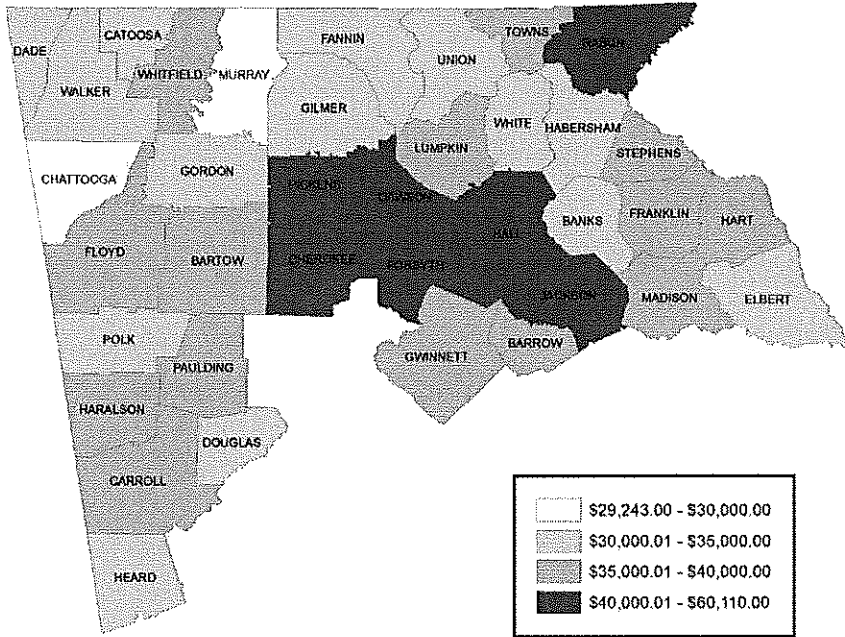 DADE
CATOOSA
WHITFIELD
MURRAY
WALKER
FANNIN
UNION
TOWNS
RABUN
GILMER
LUMPKIN
WHITE
HABERSHAM
STEPHENS
CHATTOOGA
GORDON
PICKENS
DAWSON
HALL
BANKS
FRANKLIN
HART
FLOYD
BARTOW
CHEROKEE
FORSYTH
JACKSON
MADISON
ELBERT
POLK
PAULDING
GWINNETT
BARROW
HARALSON
DOUGLAS
CARROLL
HEARD
$29,243.00 - $30,000.00
$30,000.01 - $35,000.00
$35,000.01 - $40,000.00
$40,000.01 - $60,110.00